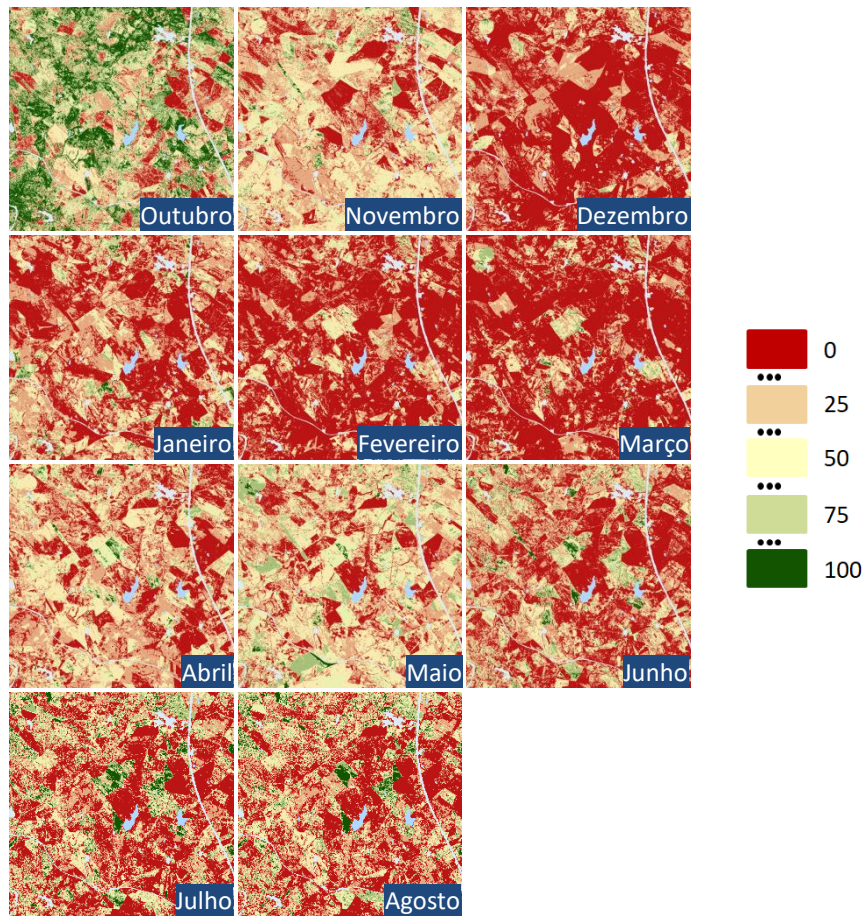 Outubro
Novembro
Dezembro
Janeiro
Fevereiro
Março
Abril
Maio
Junho
Julho
Agosto
0
•••
25
•••
50
•••
75
•••
100